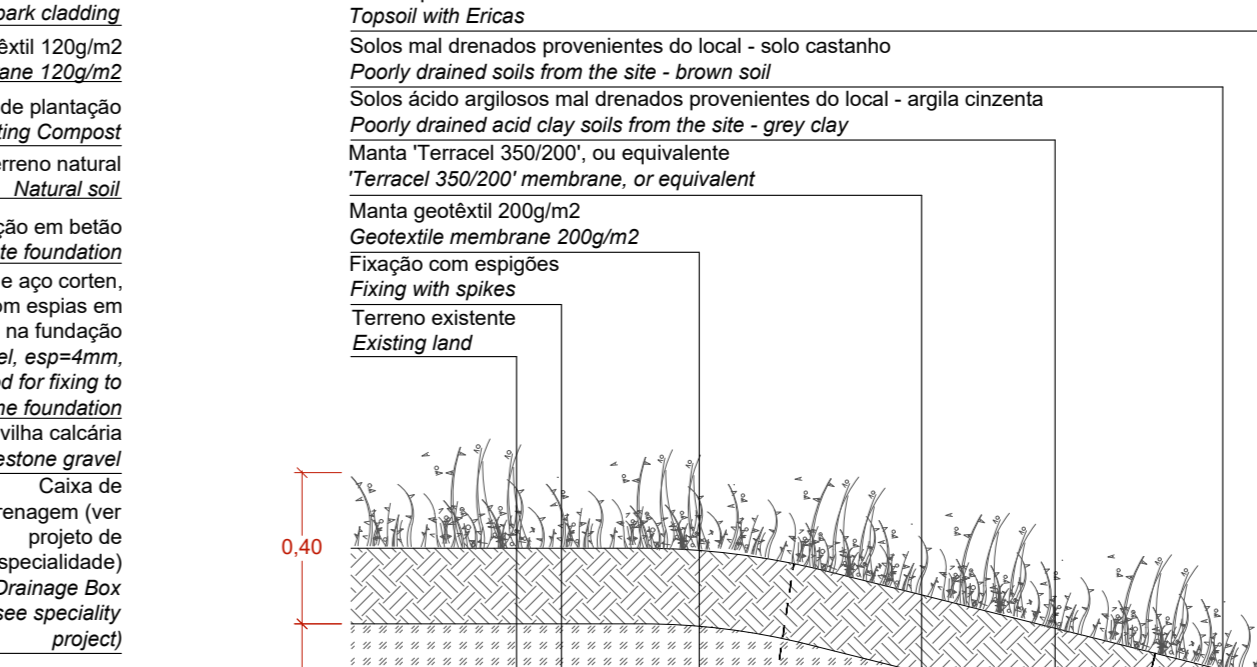 park cladding
êxtil 120g/m2
ane 120g/m2
de plantação
ting Compost
erreno natural
Natural soil
ção em betão
te foundation
e aço corten,
om espias em
na fundação
el, esp=4mm,
d for fixing to
he foundation
vilha calcária
estone gravel
Caixa de
renagem (ver
projeto de
specialidade)
Drainage Box
see speciality
project)
Topsoil with Ericas
Solos mal drenados provenientes do local - solo castanho
Poorly drained soils from the site - brown soil
Solos ácido argilosos mal drenados provenientes do local - argila cinzenta
Poorly drained acid clay soils from the site - grey clay
Manta 'Terracel 350/200', ou equivalente
'Terracel 350/200' membrane, or equivalent
Manta geotêxtil 200g/m2
Geotextile membrane 200g/m2
Fixação com espigões
Fixing with spikes
Terreno existente
Existing land
0,40